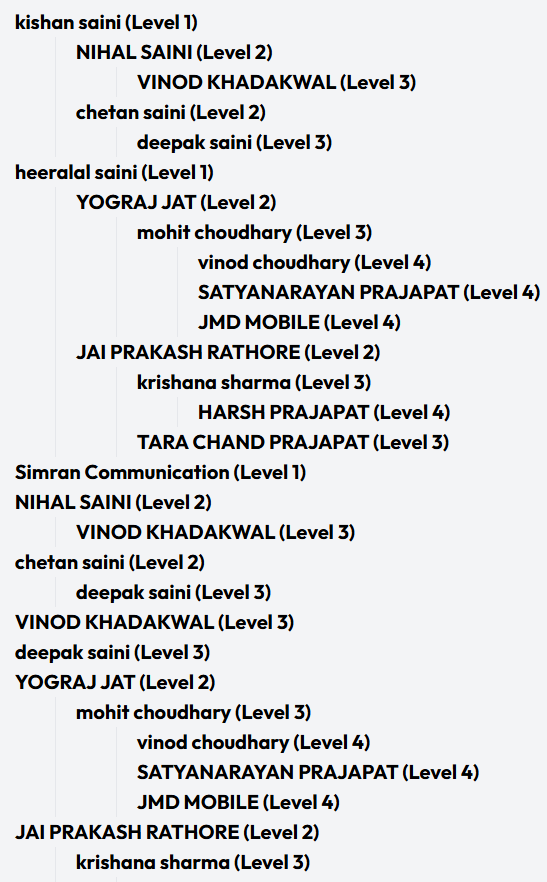 kishan saini (Level 1)
NIHAL SAINI (Level 2)
VINOD KHADAKWAL (Level 3)
chetan saini (Level 2)
deepak saini (Level 3)
heeralal saini (Level 1)
YOGRAJ JAT (Level 2)
mohit choudhary (Level 3)
vinod choudhary (Level 4)
SATYANARAYAN PRAJAPAT (Level 4)
JMD MOBILE (Level 4)
JAI PRAKASH RATHORE (Level 2)
krishana sharma (Level 3)
HARSH PRAJAPAT (Level 4)
TARA CHAND PRAJAPAT (Level 3)
Simran Communication (Level 1)
NIHAL SAINI (Level 2)
VINOD KHADAKWAL (Level 3)
chetan saini (Level 2)
deepak saini (Level 3)
VINOD KHADAKWAL (Level 3)
deepak saini (Level 3)
YOGRAJ JAT (Level 2)
mohit choudhary (Level 3)
vinod choudhary (Level 4)
SATYANARAYAN PRAJAPAT (Level 4)
JMD MOBILE (Level 4)
JAI PRAKASH RATHORE (Level 2)
krishana sharma (Level 3)